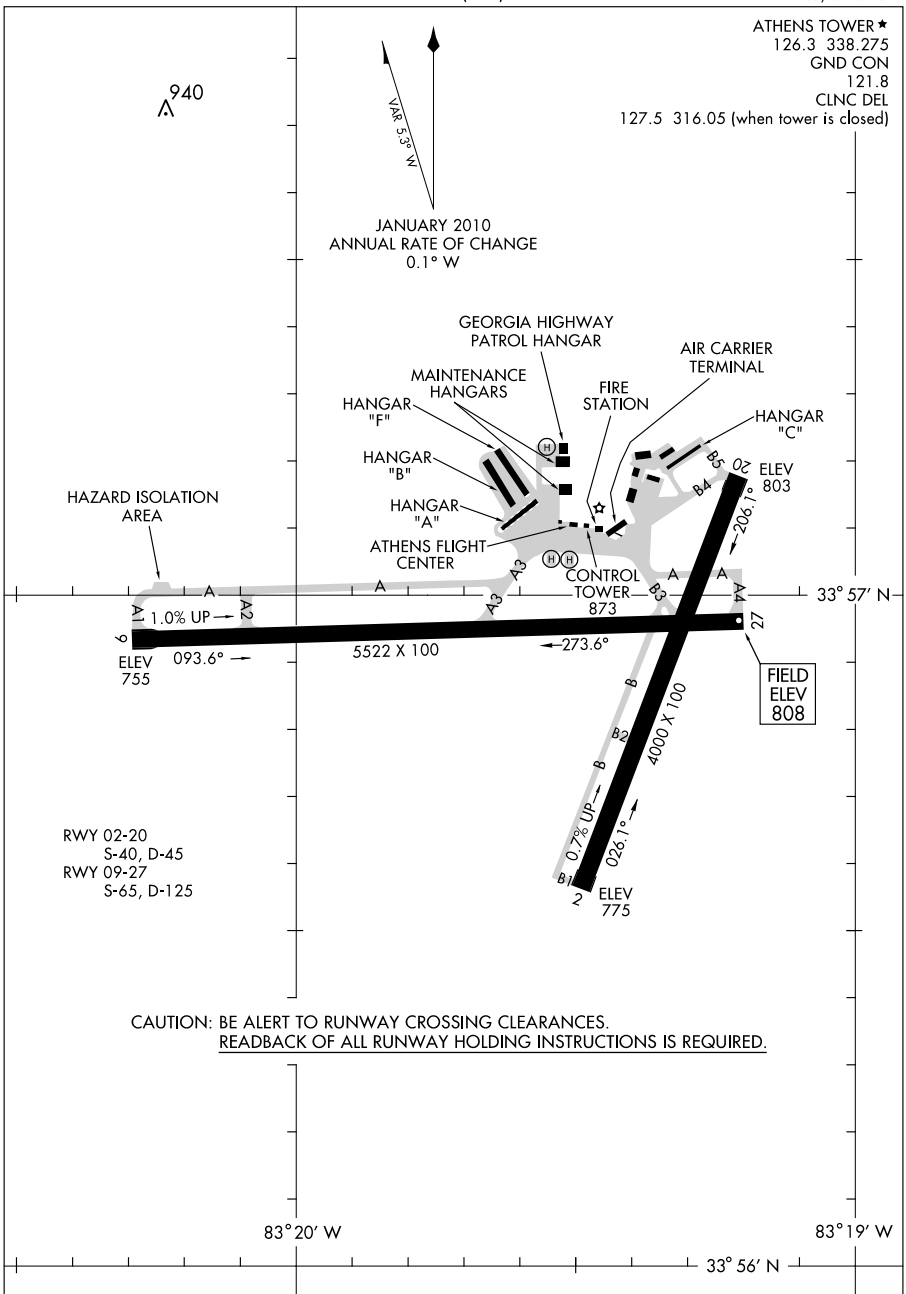 ATHENS TOWER
126.3 338.275
GND CON
121.8
CLNC DEL
127.5 316.05 (when tower is closed)
940
VAR 5.3° W
JANUARY 2010
ANNUAL RATE OF CHANGE
0.1° W
GEORGIA HIGHWAY
PATROL HANGAR
AIR CARRIER
TERMINAL
MAINTENANCE
HANGARS
FIRE
STATION
HANGAR
"F"
HANGAR
"C"
H
HANGAR
"B"
B5
20
ELEV
803
B4
HAZARD ISOLATION
AREA
HANGAR
"A"
206.1°
ATHENS FLIGHT
CENTER
H H
CONTROL
TOWER
873
A3
A
A
A
A
B3
A4
33° 57' N
A1
1.0% UP
A2
A3
27
9
ELEV
755
093.6°
5522 X 100
273.6°
FIELD
ELEV
808
B
B2
4000 X 100
B
0.7% UP
026.1°
RWY 02-20
S-40, D-45
RWY 09-27
S-65, D-125
B1
2
ELEV
775
CAUTION: BE ALERT TO RUNWAY CROSSING CLEARANCES.
READBACK OF ALL RUNWAY HOLDING INSTRUCTIONS IS REQUIRED.
83° 20' W
83° 19' W
33° 56' N